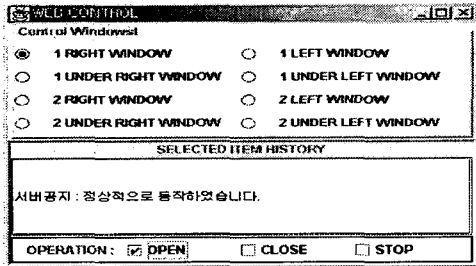 WEB CONTROL
Control Windowsl
1 RIGHT WINDOW 1 LEFT WINDOW
1 UNDER RIGHT WINDOW 1 UNDER LEFT WINDOW
2 RIGHT WINDOW 2 LEFT WINDOW
2 UNDER RIGHT WINDOW 2 UNDER LEFT WINDOW
SELECTED ITEM HISTORY
서버공지 : 정상적으로 동작하였습니다.
OPERATION : OPEN CLOSE STOP